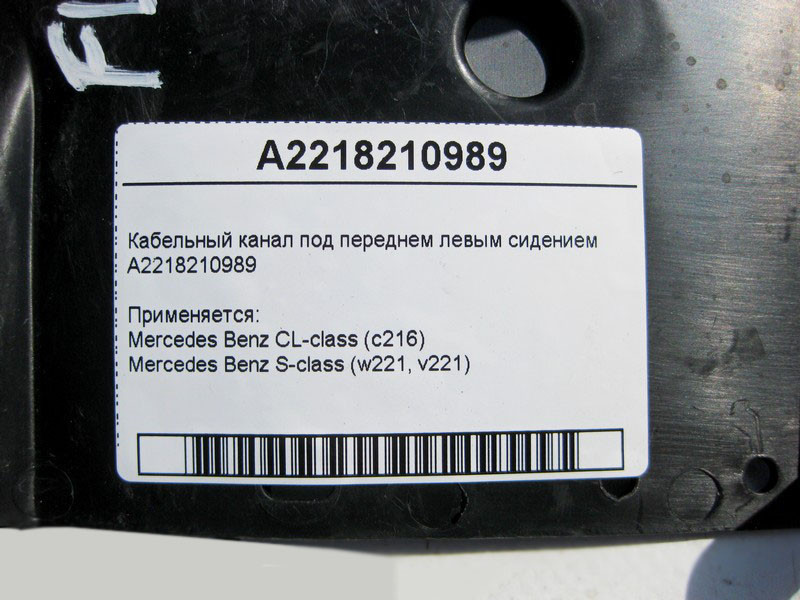 FL
A2218210989
Кабельный канал под переднем левым сидением
A2218210989
Применяется:
Mercedes Benz CL-class (c216)
Mercedes Benz S-class (w221, v221)